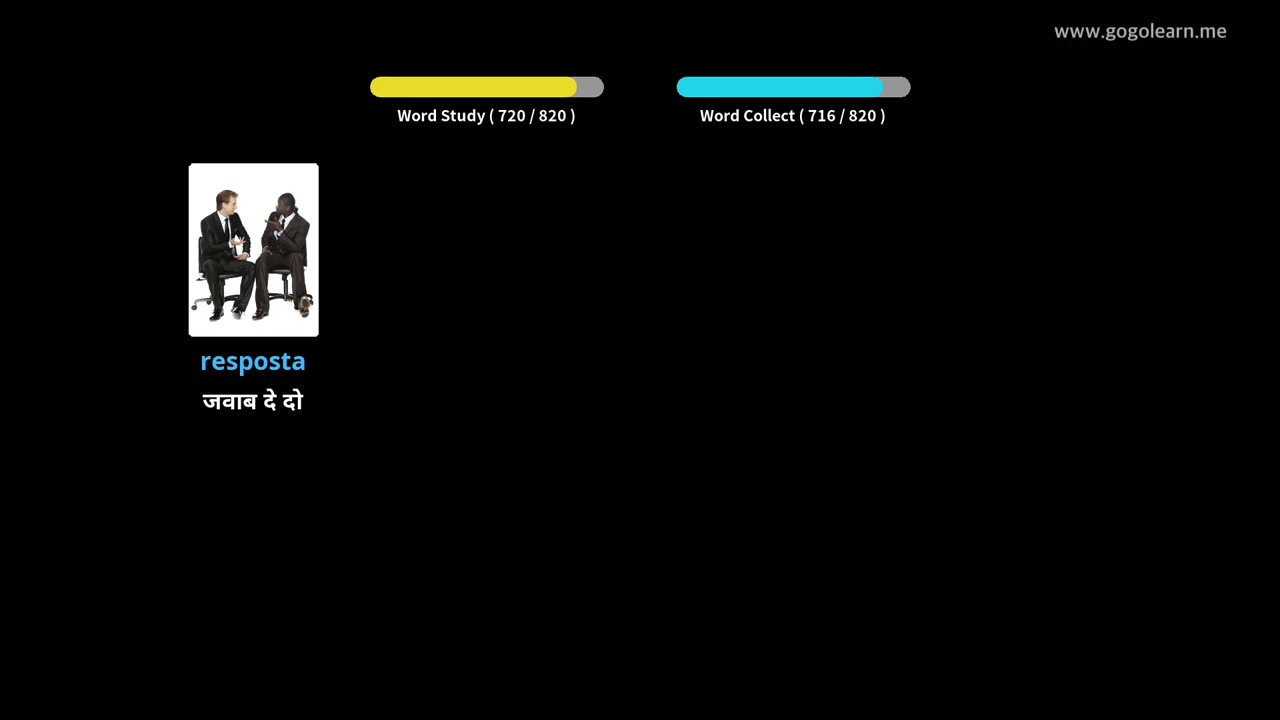 www.gogolearn.me
Word Study ( 720 / 820 )
Word Collect ( 716 / 820 )
resposta
जवाब दे दो